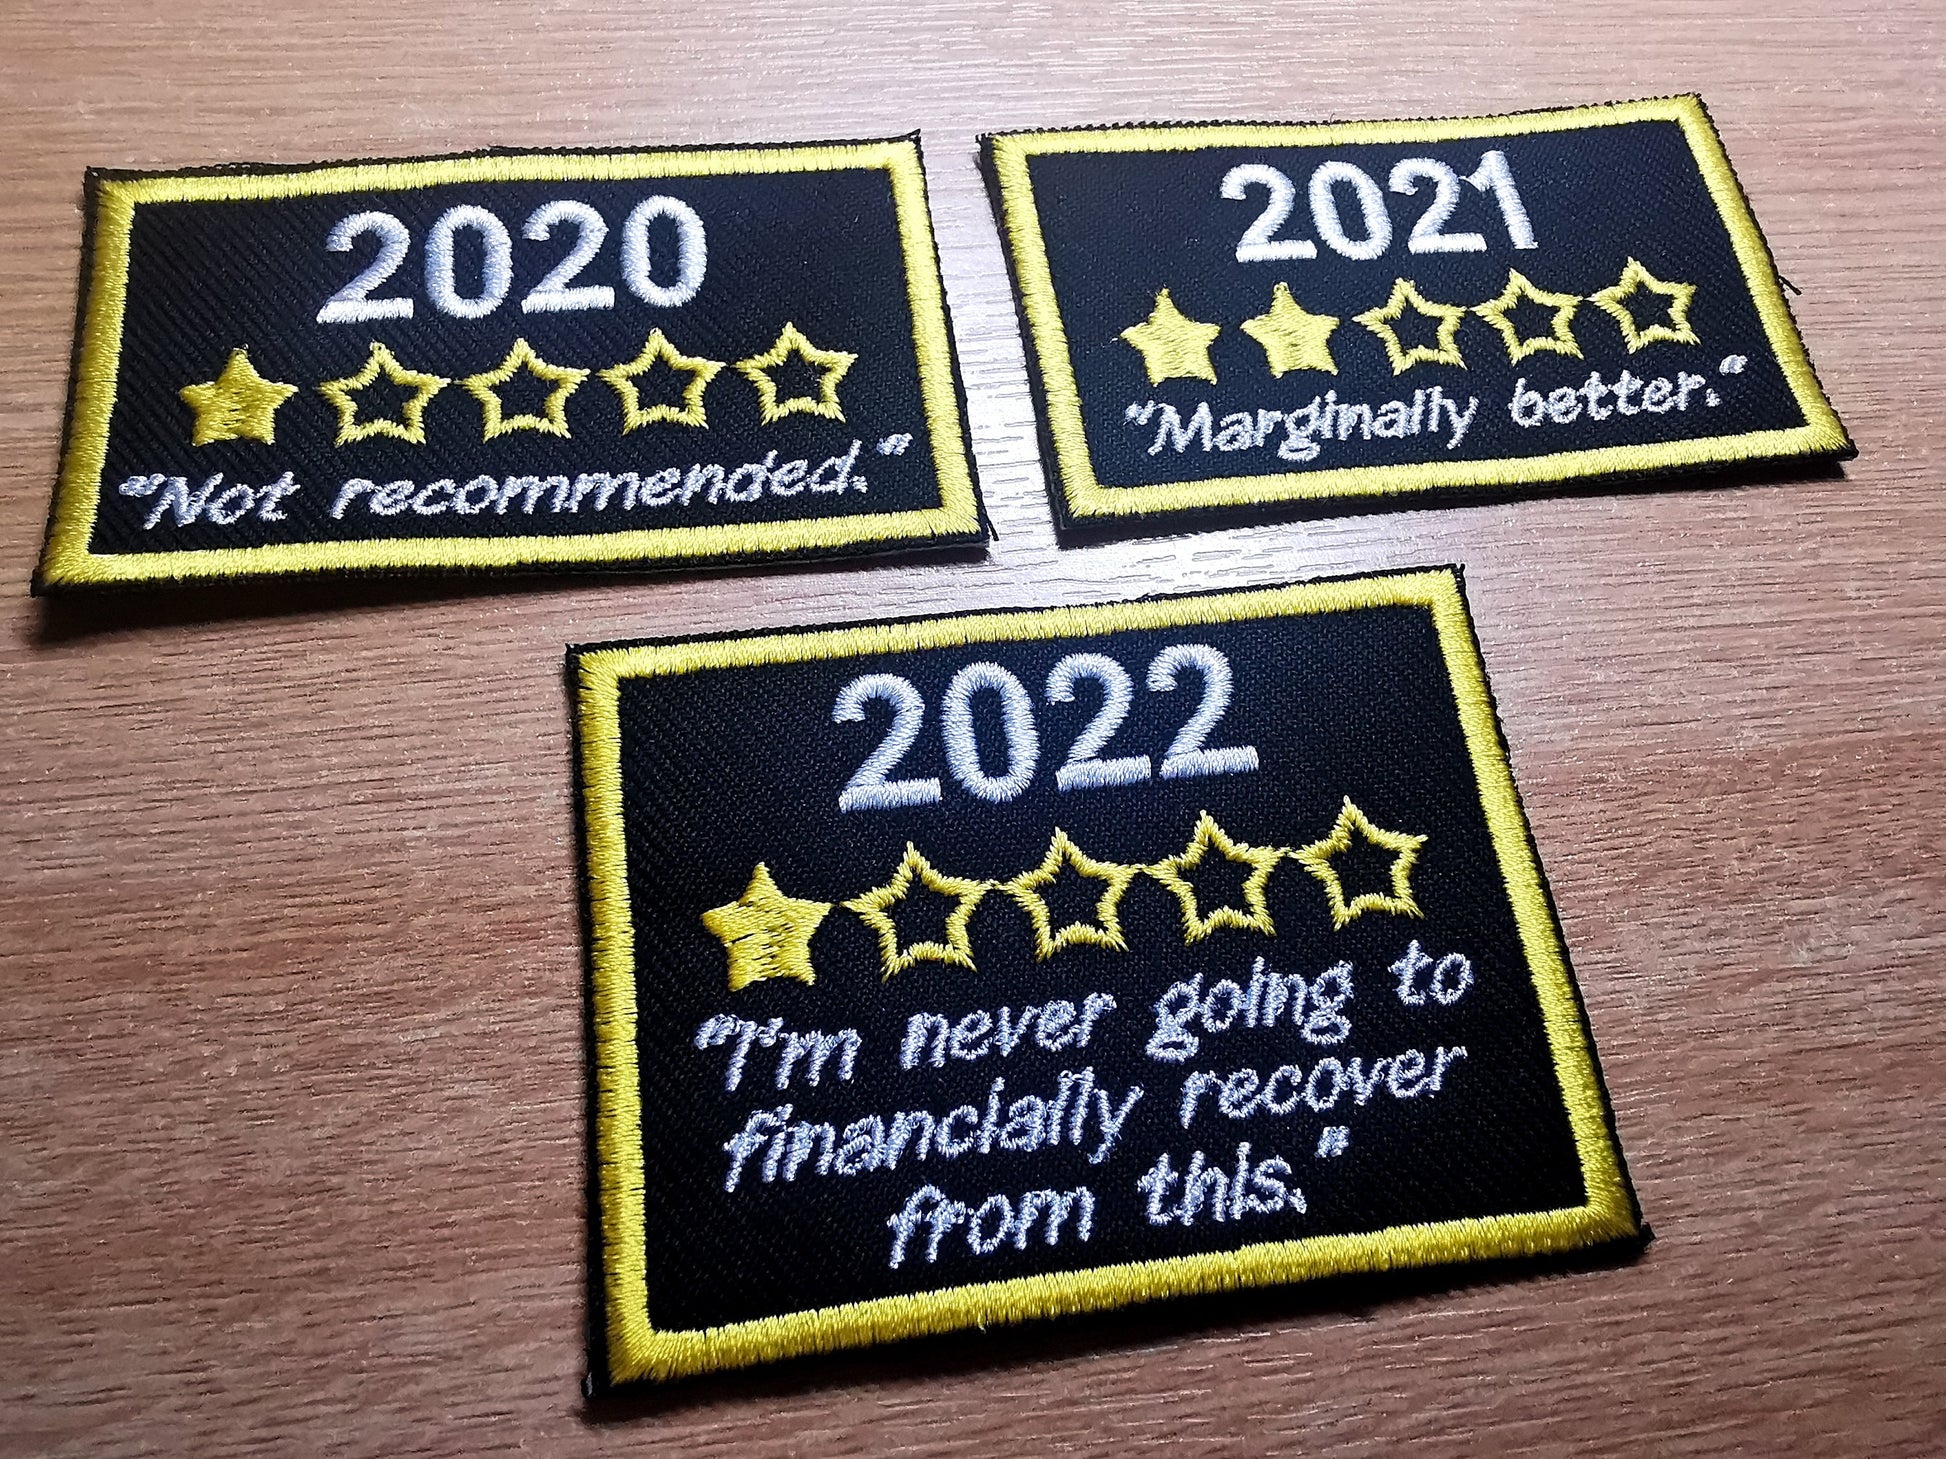 2020
“Not recommended.”
2021
“Marginally better.”
2022
“I'm never going to
financially recover
from this.”